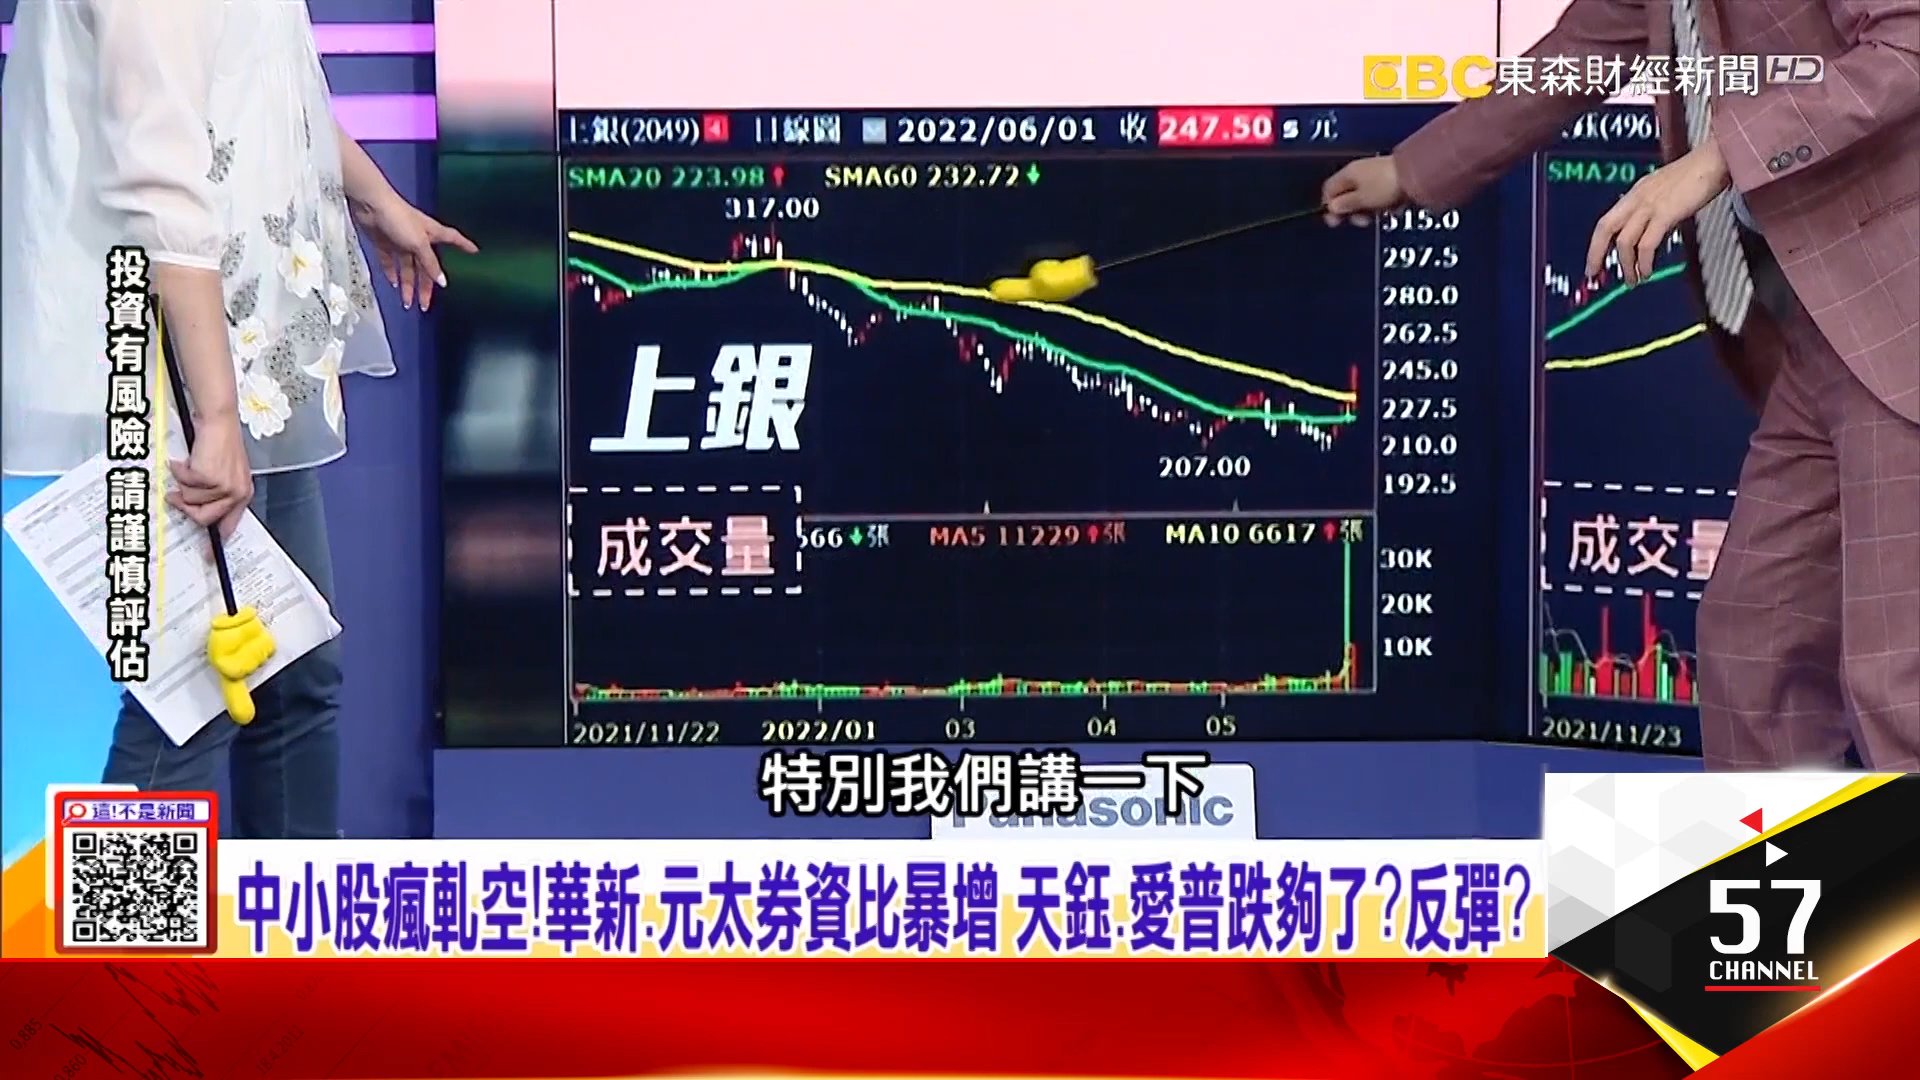 EBC東森財經新聞HD
上銀(2049) 日線圖 2022/06/01 收 247.50 s 元
SMA20 223.98 SMA60 232.72
317.00
315.0
297.5
280.0
262.5
245.0
227.5
210.0
192.5
上銀
207.00
成交量
566 張 MA5 11229 張 MA10 6617 張
30K
20K
10K
2021/11/22 2022/01 03 04 05
SMA20
成交量
2021/11/23
投資有風險 請謹慎評估
特別我們講一下
Panasonic
這!不是新聞
中小股瘋軋空!華新.元太券資比暴增 天鈺.愛普跌夠了?反彈?
57
CHANNEL